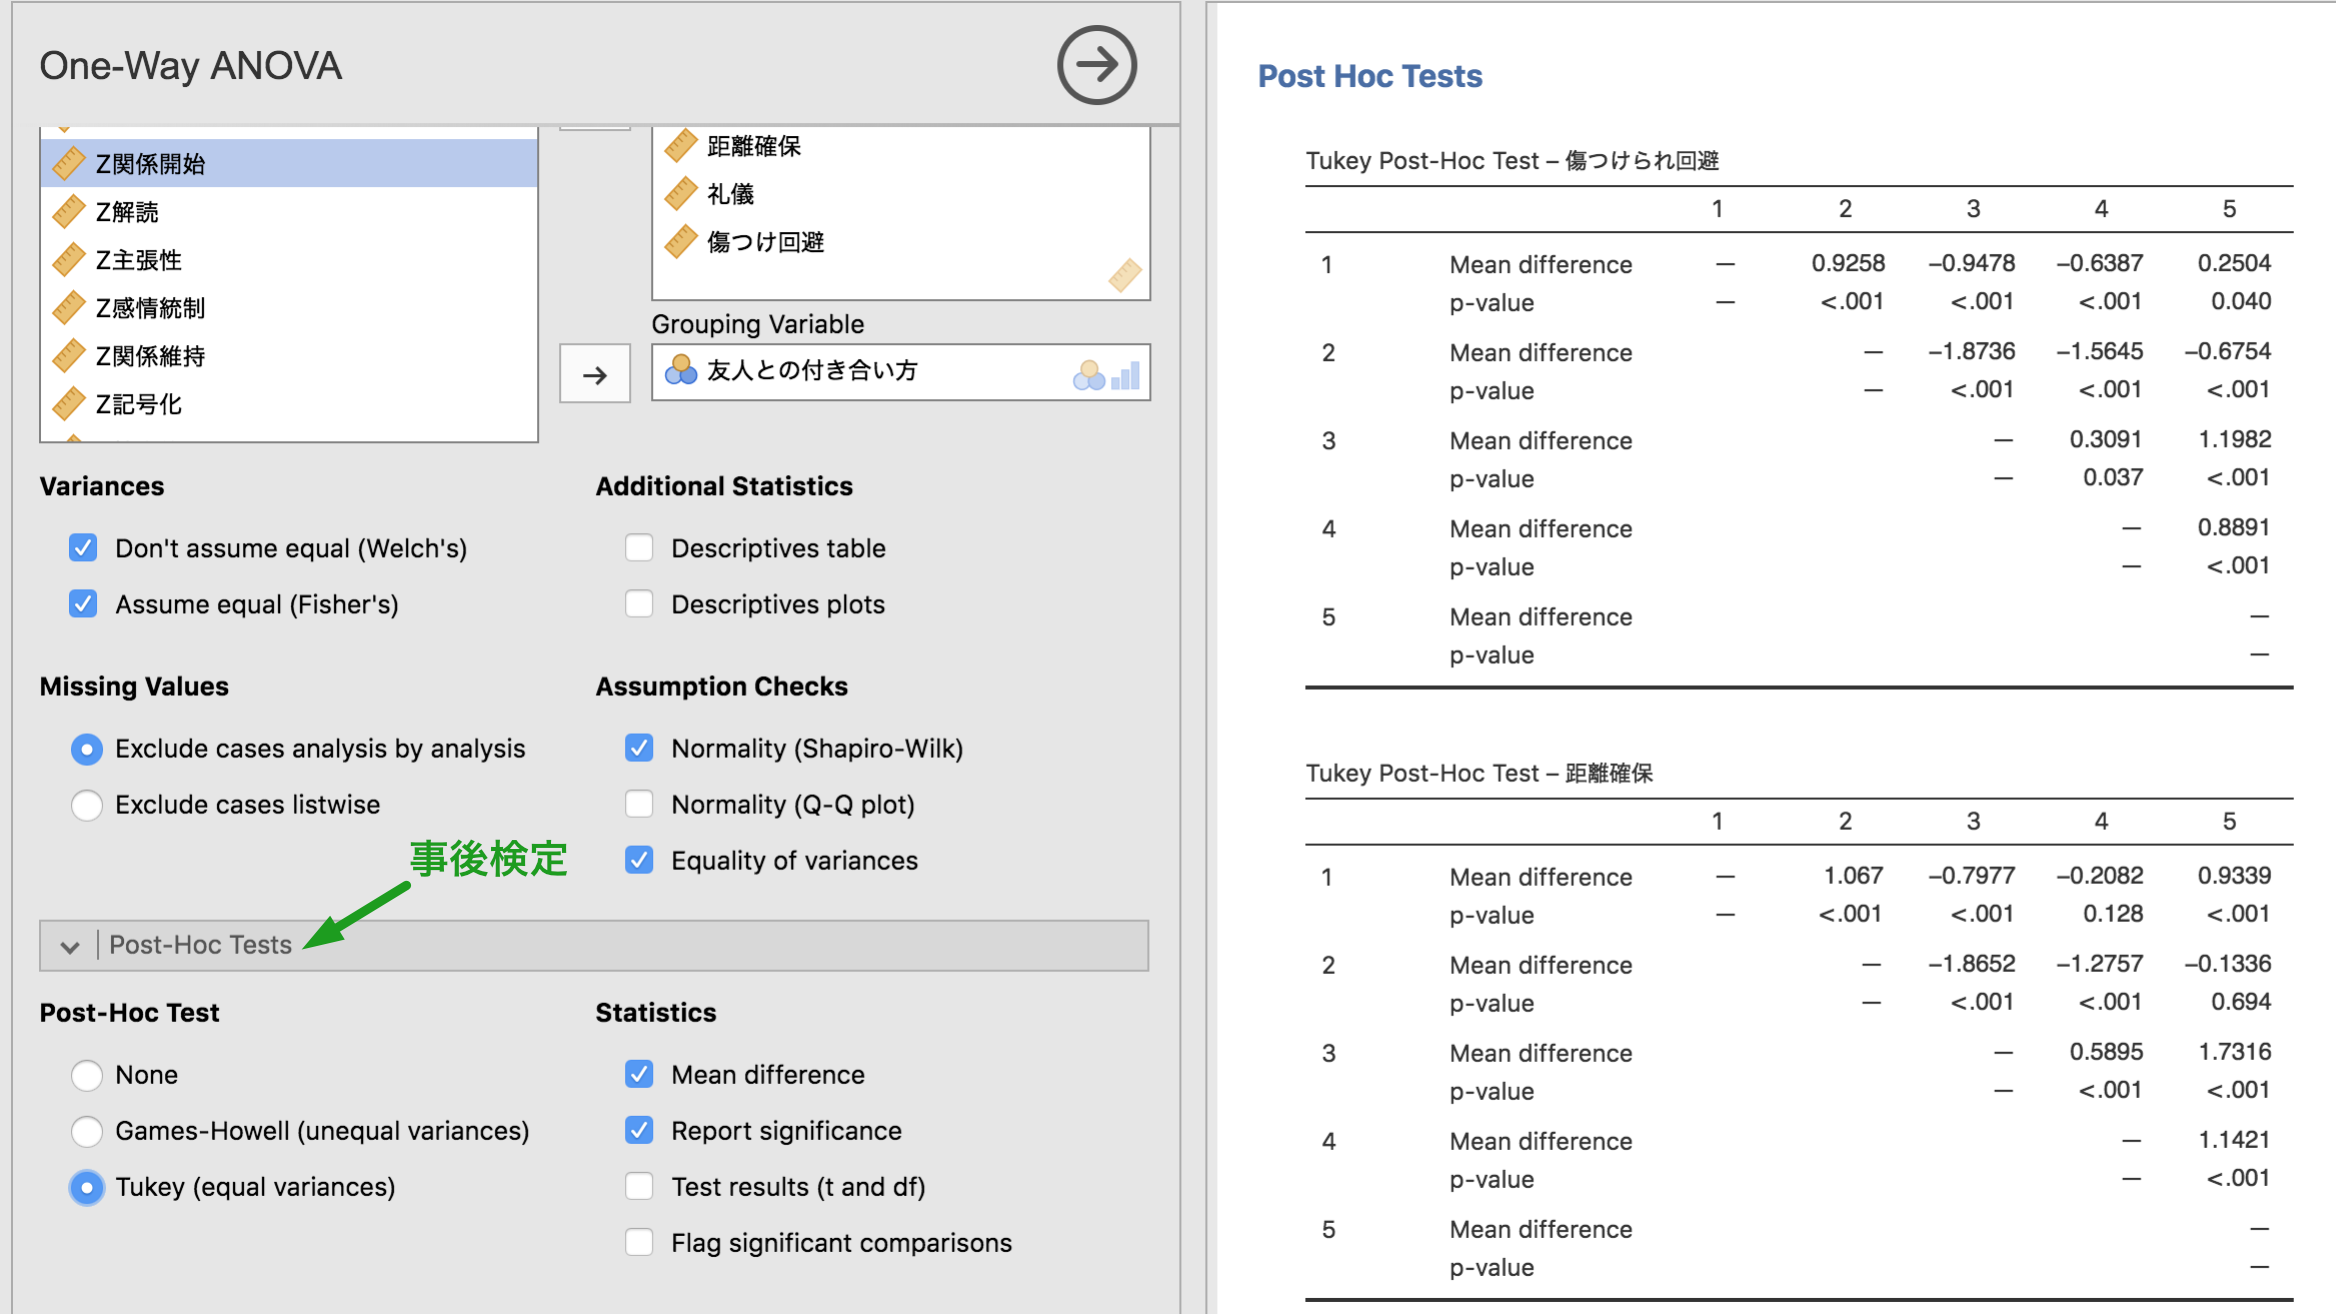 One-Way ANOVA
Z関係開始
Z解読
Z主張性
Z感情統制
Z関係維持
Z記号化
距離確保
礼儀
傷つけ回避
Grouping Variable
友人との付き合い方
Variances
Don't assume equal (Welch's)
Assume equal (Fisher's)
Additional Statistics
Descriptives table
Descriptives plots
Missing Values
Exclude cases analysis by analysis
Exclude cases listwise
Assumption Checks
Normality (Shapiro-Wilk)
Normality (Q-Q plot)
Equality of variances
事後検定
Post-Hoc Tests
Post-Hoc Test
None
Games-Howell (unequal variances)
Tukey (equal variances)
Statistics
Mean difference
Report significance
Test results (t and df)
Flag significant comparisons
Post Hoc Tests
Tukey Post-Hoc Test – 傷つけられ回避
1 2 3 4 5
1 Mean difference — 0.9258 −0.9478 −0.6387 0.2504
p-value — <.001 <.001 <.001 0.040
2 Mean difference — −1.8736 −1.5645 −0.6754
p-value — <.001 <.001 <.001
3 Mean difference — 0.3091 1.1982
p-value — 0.037 <.001
4 Mean difference — 0.8891
p-value — <.001
5 Mean difference —
p-value —
Tukey Post-Hoc Test – 距離確保
1 2 3 4 5
1 Mean difference — 1.067 −0.7977 −0.2082 0.9339
p-value — <.001 <.001 0.128 <.001
2 Mean difference — −1.8652 −1.2757 −0.1336
p-value — <.001 <.001 0.694
3 Mean difference — 0.5895 1.7316
p-value — <.001 <.001
4 Mean difference — 1.1421
p-value — <.001
5 Mean difference —
p-value —